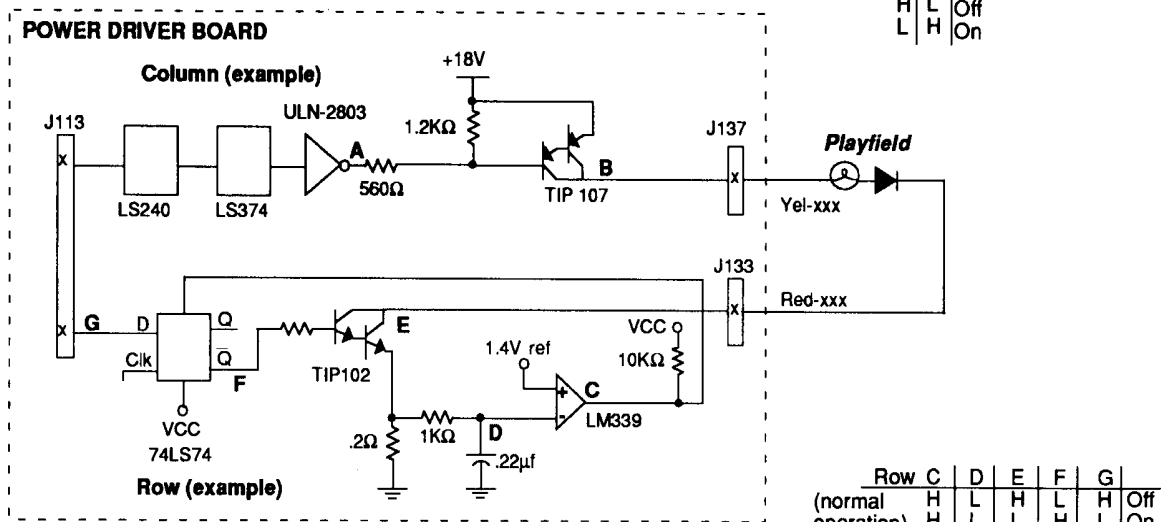 H L Off
L H On
POWER DRIVER BOARD
Column (example)
+18V
ULN-2803
J113
1.2KΩ
J137
Playfield
x
A
B
x
560Ω
TIP 107
LS240
LS374
Yel-xxx
J133
x
G
D
Q
E
VCC
x
Red-xxx
1.4V ref
10KΩ
Clk
Q̅
F
TIP102
+
C
-
LM339
VCC
.2Ω
1KΩ
D
74LS74
.22µf
Row (example)
Row C D E F G
(normal H L H L H Off
operation) H L L H L On